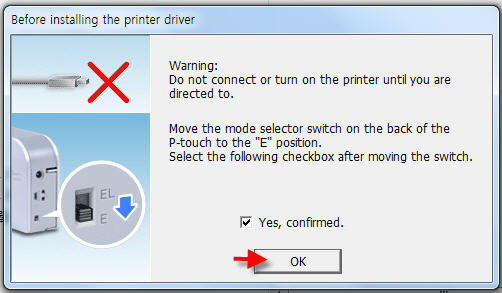 Before installing the printer driver
Warning:
Do not connect or turn on the printer until you are
directed to.
Move the mode selector switch on the back of the
P-touch to the "E" position.
Select the following checkbox after moving the switch.
EL
E
Yes, confirmed.
OK